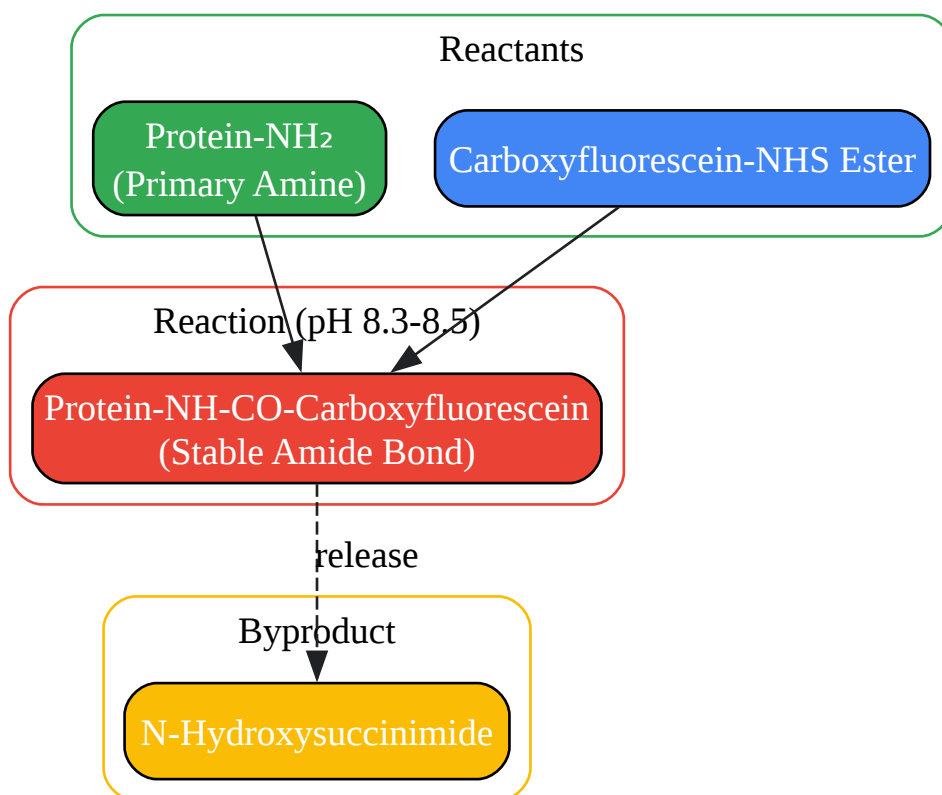 Reactants
Protein-NH₂
(Primary Amine)
Carboxyfluorescein-NHS Ester
Reaction (pH 8.3-8.5)
Protein-NH-CO-Carboxyfluorescein
(Stable Amide Bond)
release
Byproduct
N-Hydroxysuccinimide